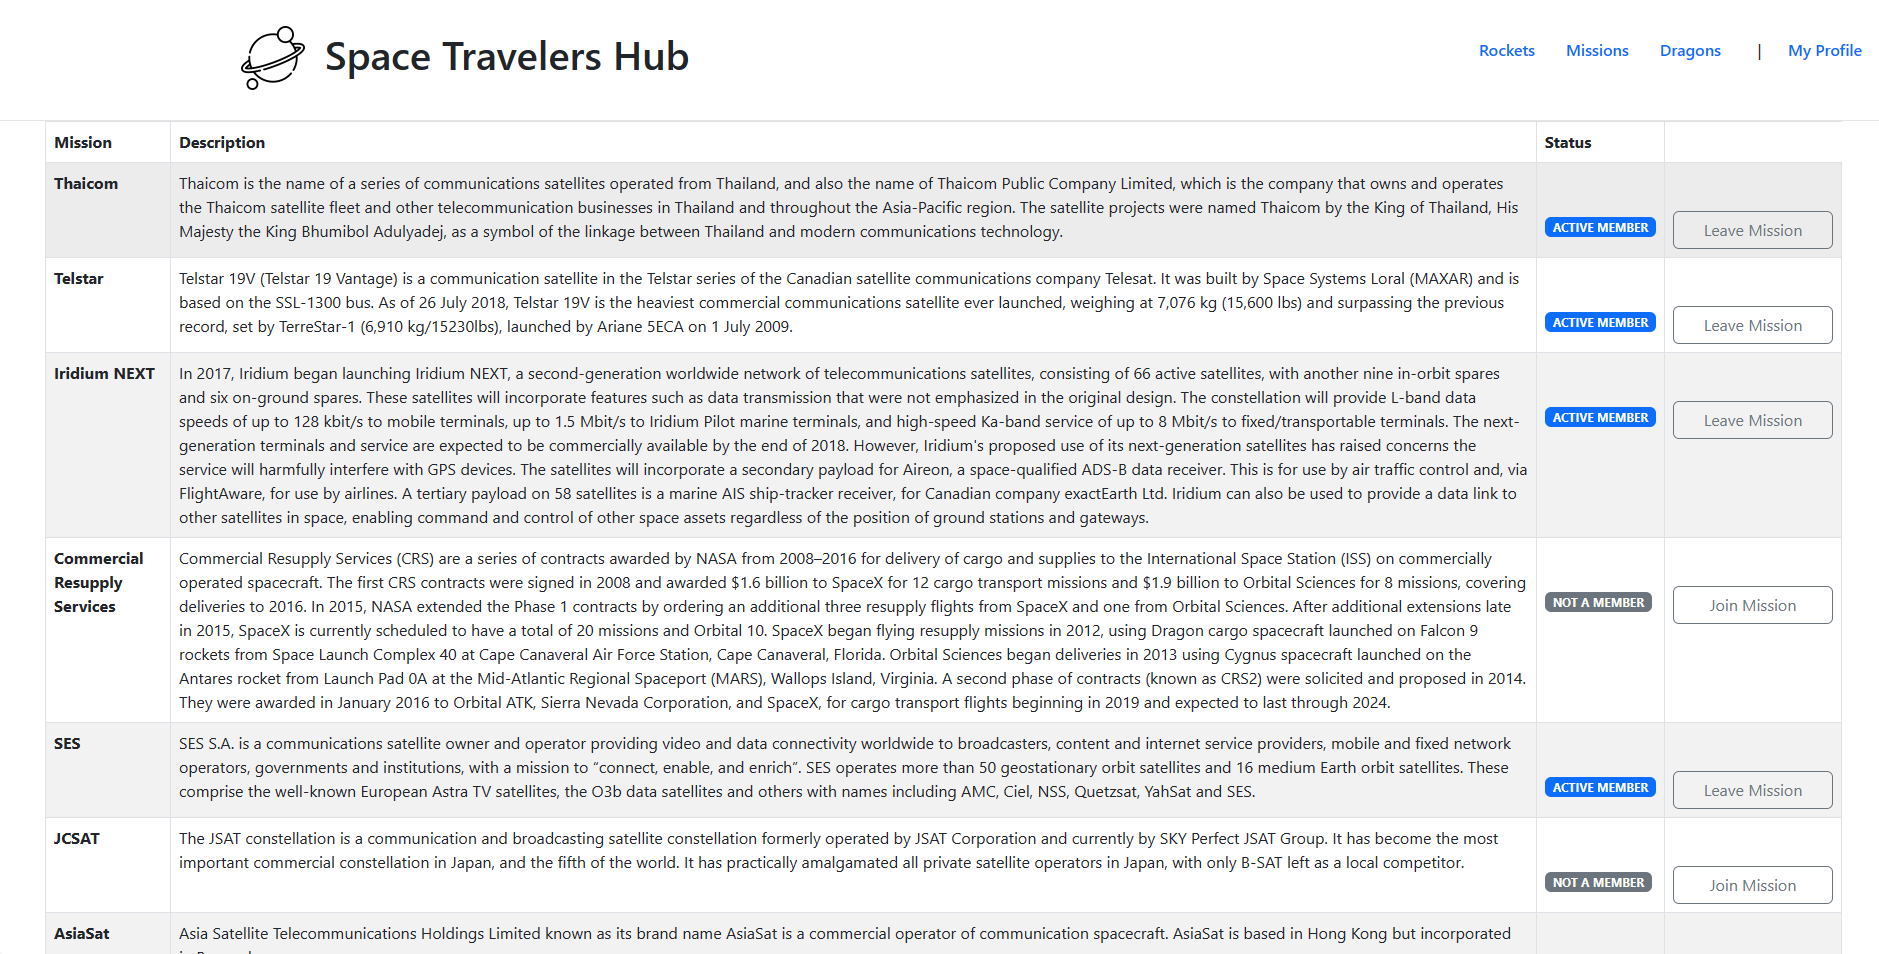 Space Travelers Hub
Rockets Missions Dragons | My Profile
Mission Description Status
Thaicom
Thaicom is the name of a series of communications satellites operated from Thailand, and also the name of Thaicom Public Company Limited, which is the company that owns and operates
the Thaicom satellite fleet and other telecommunication businesses in Thailand and throughout the Asia-Pacific region. The satellite projects were named Thaicom by the King of Thailand, His
Majesty the King Bhumibol Adulyadej, as a symbol of the linkage between Thailand and modern communications technology.
ACTIVE MEMBER
Leave Mission
Telstar
Telstar 19V (Telstar 19 Vantage) is a communication satellite in the Telstar series of the Canadian satellite communications company Telesat. It was built by Space Systems Loral (MAXAR) and is
based on the SSL-1300 bus. As of 26 July 2018, Telstar 19V is the heaviest commercial communications satellite ever launched, weighing at 7,076 kg (15,600 lbs) and surpassing the previous
record, set by TerreStar-1 (6,910 kg/15230lbs), launched by Ariane 5ECA on 1 July 2009.
ACTIVE MEMBER
Leave Mission
Iridium NEXT
In 2017, Iridium began launching Iridium NEXT, a second-generation worldwide network of telecommunications satellites, consisting of 66 active satellites, with another nine in-orbit spares
and six on-ground spares. These satellites will incorporate features such as data transmission that were not emphasized in the original design. The constellation will provide L-band data
speeds of up to 128 kbit/s to mobile terminals, up to 1.5 Mbit/s to Iridium Pilot marine terminals, and high-speed Ka-band service of up to 8 Mbit/s to fixed/transportable terminals. The next-
generation terminals and service are expected to be commercially available by the end of 2018. However, Iridium's proposed use of its next-generation satellites has raised concerns the
service will harmfully interfere with GPS devices. The satellites will incorporate a secondary payload for Aireon, a space-qualified ADS-B data receiver. This is for use by air traffic control and, via
FlightAware, for use by airlines. A tertiary payload on 58 satellites is a marine AIS ship-tracker receiver, for Canadian company exactEarth Ltd. Iridium can also be used to provide a data link to
other satellites in space, enabling command and control of other space assets regardless of the position of ground stations and gateways.
ACTIVE MEMBER
Leave Mission
Commercial
Resupply
Services
Commercial Resupply Services (CRS) are a series of contracts awarded by NASA from 2008–2016 for delivery of cargo and supplies to the International Space Station (ISS) on commercially
operated spacecraft. The first CRS contracts were signed in 2008 and awarded $1.6 billion to SpaceX for 12 cargo transport missions and $1.9 billion to Orbital Sciences for 8 missions, covering
deliveries to 2016. In 2015, NASA extended the Phase 1 contracts by ordering an additional three resupply flights from SpaceX and one from Orbital Sciences. After additional extensions late
in 2015, SpaceX is currently scheduled to have a total of 20 missions and Orbital 10. SpaceX began flying resupply missions in 2012, using Dragon cargo spacecraft launched on Falcon 9
rockets from Space Launch Complex 40 at Cape Canaveral Air Force Station, Cape Canaveral, Florida. Orbital Sciences began deliveries in 2013 using Cygnus spacecraft launched on the
Antares rocket from Launch Pad 0A at the Mid-Atlantic Regional Spaceport (MARS), Wallops Island, Virginia. A second phase of contracts (known as CRS2) were solicited and proposed in 2014.
They were awarded in January 2016 to Orbital ATK, Sierra Nevada Corporation, and SpaceX, for cargo transport flights beginning in 2019 and expected to last through 2024.
NOT A MEMBER
Join Mission
SES
SES S.A. is a communications satellite owner and operator providing video and data connectivity worldwide to broadcasters, content and internet service providers, mobile and fixed network
operators, governments and institutions, with a mission to “connect, enable, and enrich”. SES operates more than 50 geostationary orbit satellites and 16 medium Earth orbit satellites. These
comprise the well-known European Astra TV satellites, the O3b data satellites and others with names including AMC, Ciel, NSS, Quetzsat, YahSat and SES.
ACTIVE MEMBER
Leave Mission
JCSAT
The JSAT constellation is a communication and broadcasting satellite constellation formerly operated by JSAT Corporation and currently by SKY Perfect JSAT Group. It has become the most
important commercial constellation in Japan, and the fifth of the world. It has practically amalgamated all private satellite operators in Japan, with only B-SAT left as a local competitor.
NOT A MEMBER
Join Mission
AsiaSat
Asia Satellite Telecommunications Holdings Limited known as its brand name AsiaSat is a commercial operator of communication spacecraft. AsiaSat is based in Hong Kong but incorporated